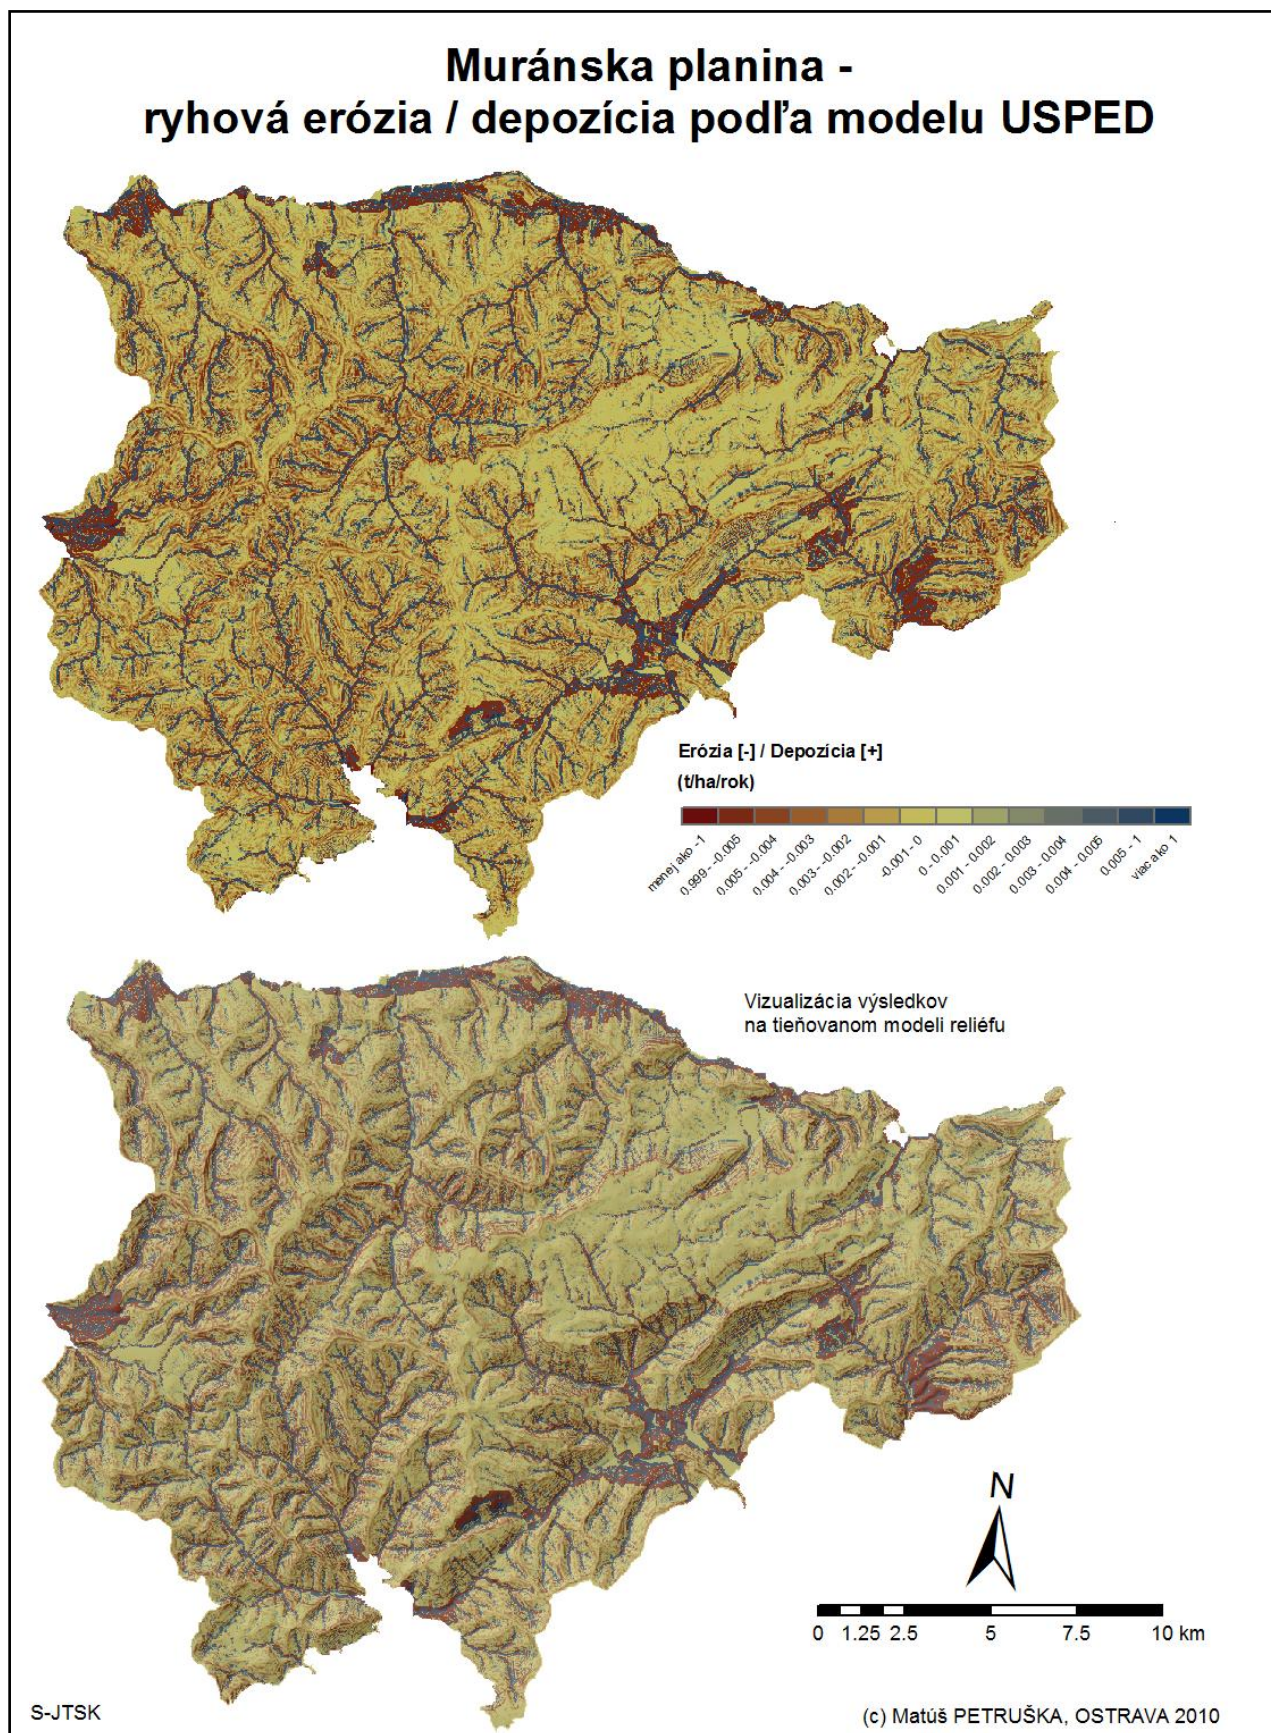 Muránska planina -
ryhová erózia / depozícia podľa modelu USPED
Erózia [-] / Depozícia [+]
(t/ha/rok)
menej ako -1
0.999 - -0.005
0.005 - -0.004
0.004 - -0.003
0.003 - -0.002
0.002 - -0.001
-0.001 - 0
0 - 0.001
0.001 - 0.002
0.002 - 0.003
0.003 - 0.004
0.004 - 0.005
0.005 - 1
viac ako 1
Vizualizácia výsledkov
na tieňovanom modeli reliéfu
N
0 1.25 2.5 5 7.5 10 km
S-JTSK
(c) Matúš PETRUŠKA, OSTRAVA 2010